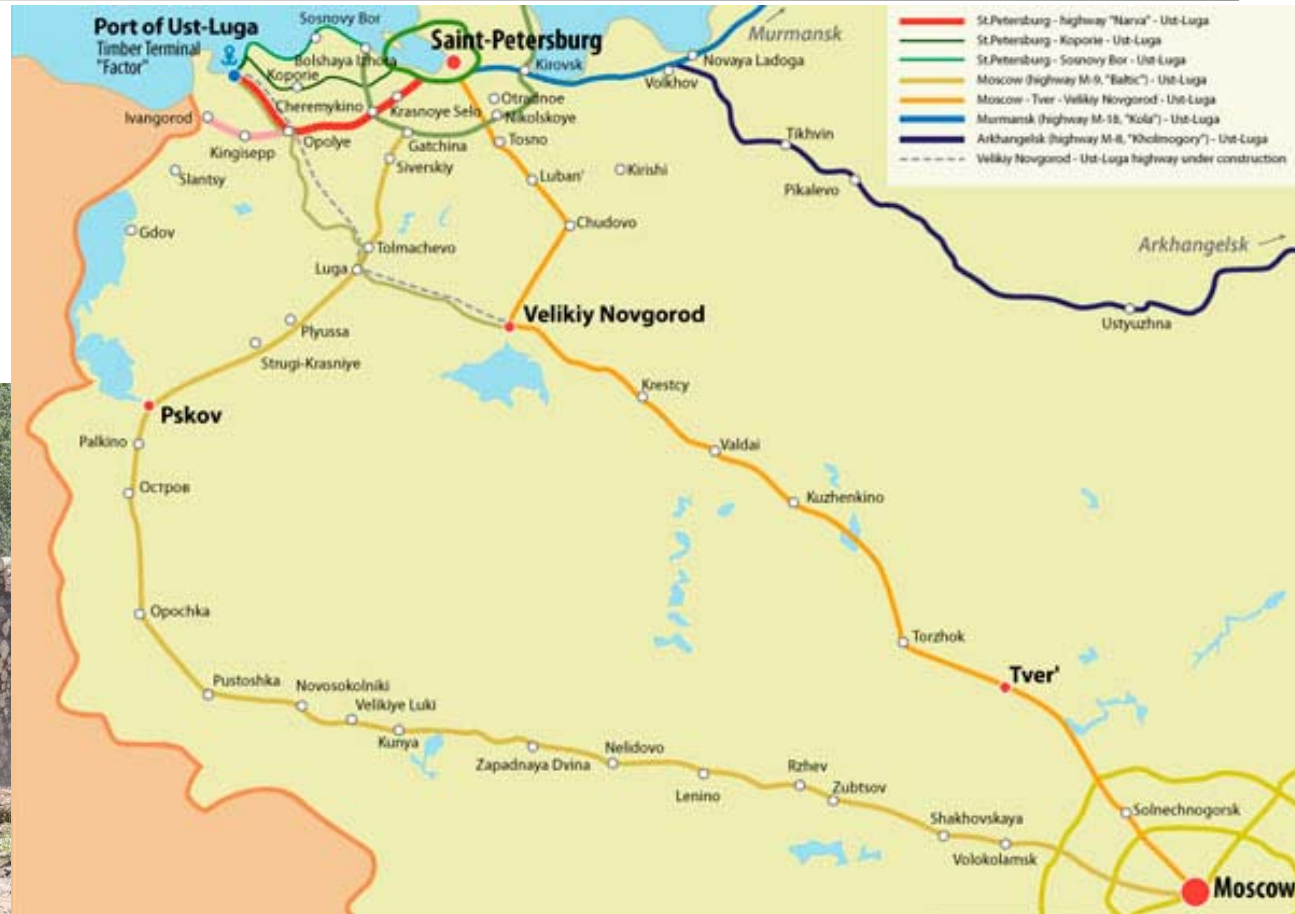 Port of Ust-Luga
Timber Terminal
"Factor"
Sosnovy Bor
Bolshaya Izhora
Koporie
Saint-Petersburg
Murmansk
Kirovsk
Novaya Ladoga
Volkhov
Ivangorod
Cheremykino
Krasnoye Selo
Otradnoe
Nikolskoye
Kingisepp
Opolye
Gatchina
Tosno
Tikhvin
Slantsy
Siverskiy
Luban'
Kirishi
Pikalevo
Gdov
Tolmachevo
Chudovo
Arkhangelsk
Luga
Velikiy Novgorod
Ustyuzhna
Plyussa
Strugi-Krasniye
Krestcy
Pskov
Palkino
Valdai
Остров
Kuzhenkino
Opochka
Torzhok
Pustoshka
Novosokolniki
Tver'
Velikiye Luki
Kunya
Zapadnaya Dvina
Nelidovo
Lenino
Rzhev
Zubtsov
Shakhovskaya
Volokolamsk
Solnechnogorsk
Moscow
St.Petersburg - highway "Narva" - Ust-Luga
St.Petersburg - Koporie - Ust-Luga
St.Petersburg - Sosnovy Bor - Ust-Luga
Moscow (highway M-9, "Baltic") - Ust-Luga
Moscow - Tver - Velikiy Novgorod - Ust-Luga
Murmansk (highway M-18, "Kola") - Ust-Luga
Arkhangelsk (highway M-8, "Kholmogory") - Ust-Luga
Velikiy Novgorod - Ust-Luga highway under construction